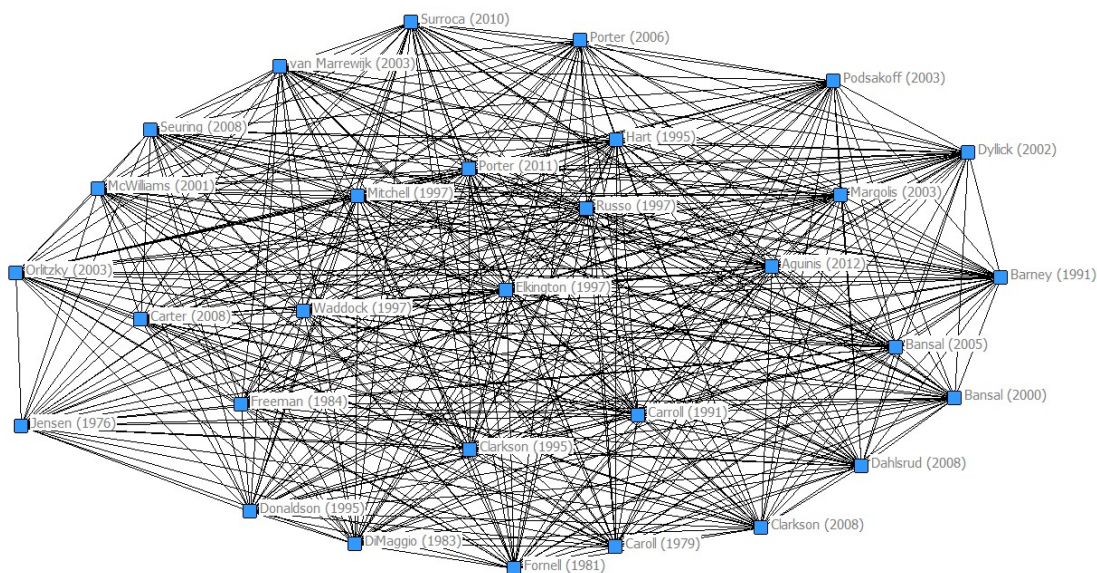 Surroca (2010)
Porter (2006)
van Marrewijk (2003)
Podsakoff (2003)
Seuring (2008)
Hart (1995)
Dyllick (2002)
Porter (2011)
McWilliams (2001)
Mitchell (1997)
Margolis (2003)
Russo (1997)
Aguinis (2012)
Orlitzky (2003)
Barney (1991)
Elkington (1997)
Waddock (1997)
Carter (2008)
Bansal (2005)
Bansal (2000)
Freeman (1984)
Carroll (1991)
Jensen (1976)
Clarkson (1995)
Dahlsrud (2008)
Donaldson (1995)
Clarkson (2008)
DiMaggio (1983)
Caroll (1979)
Fornell (1981)